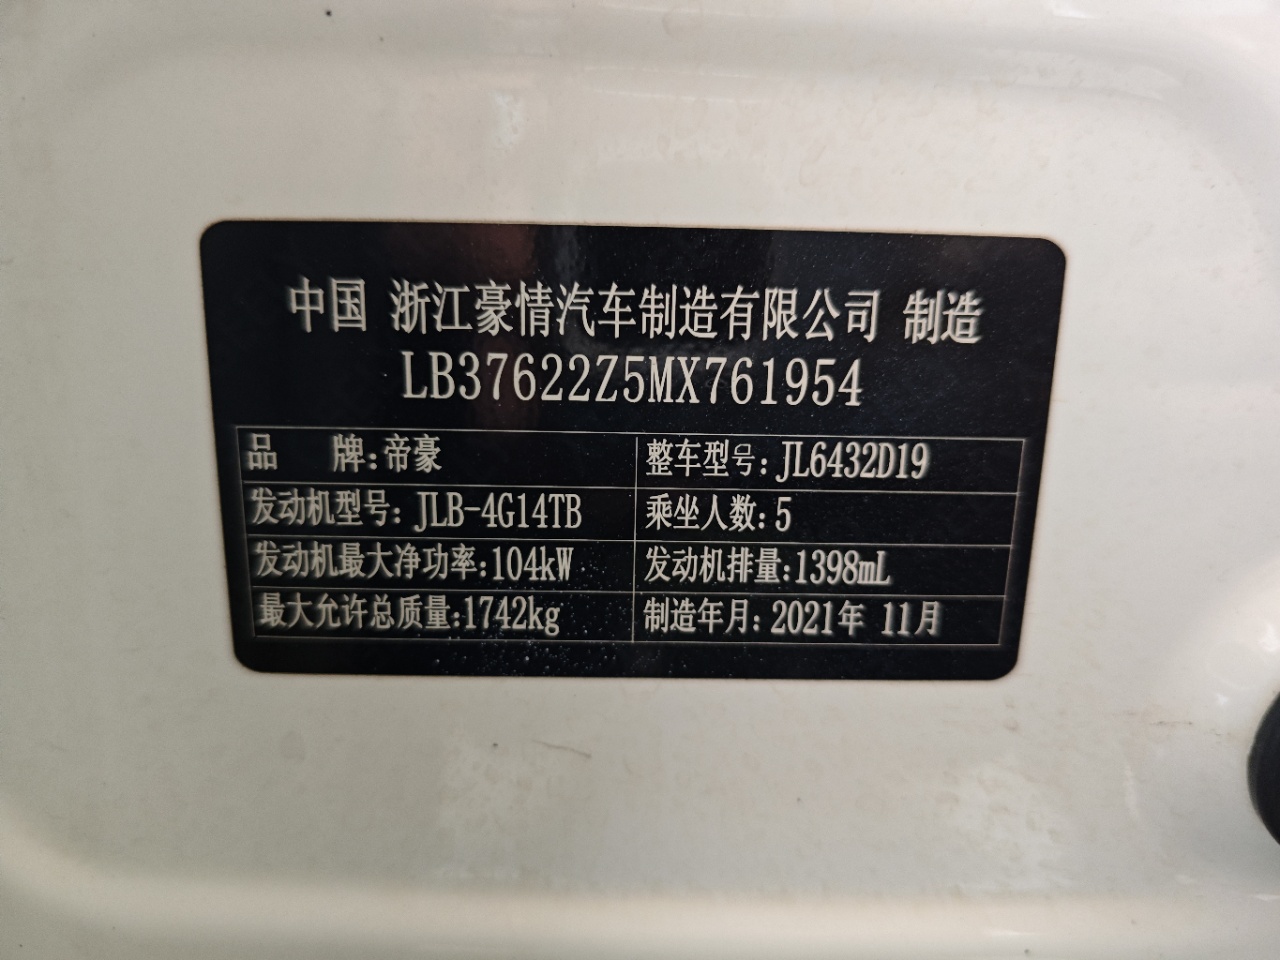 中国 浙江豪情汽车制造有限公司 制造
LB37622Z5MX761954
品 牌:帝豪 整车型号:JL6432D19
发动机型号:JLB-4G14TB 乘坐人数:5
发动机最大净功率:104kW 发动机排量:1398mL
最大允许总质量:1742kg 制造年月:2021年 11月